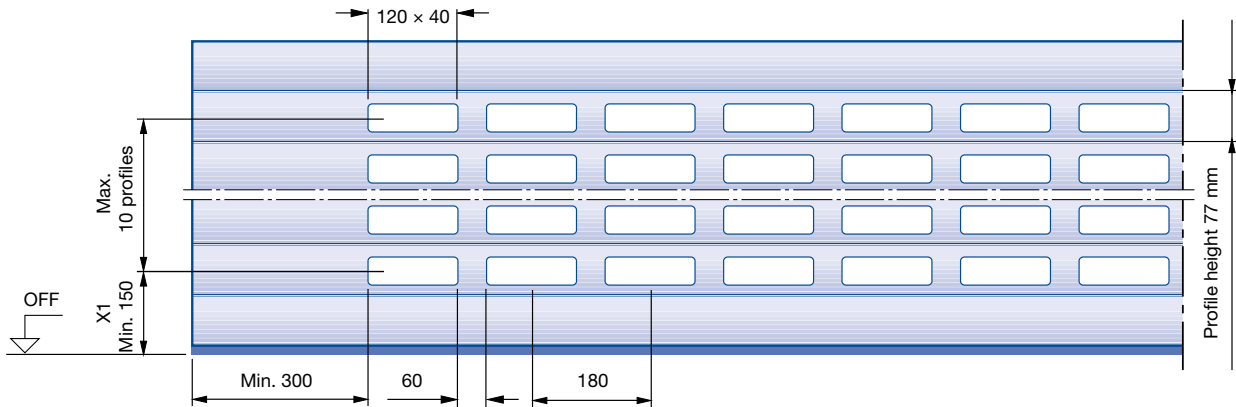 120 × 40
Max.
10 profiles
Profile height 77 mm
OFF
X1
Min. 150
Min. 300
60
180